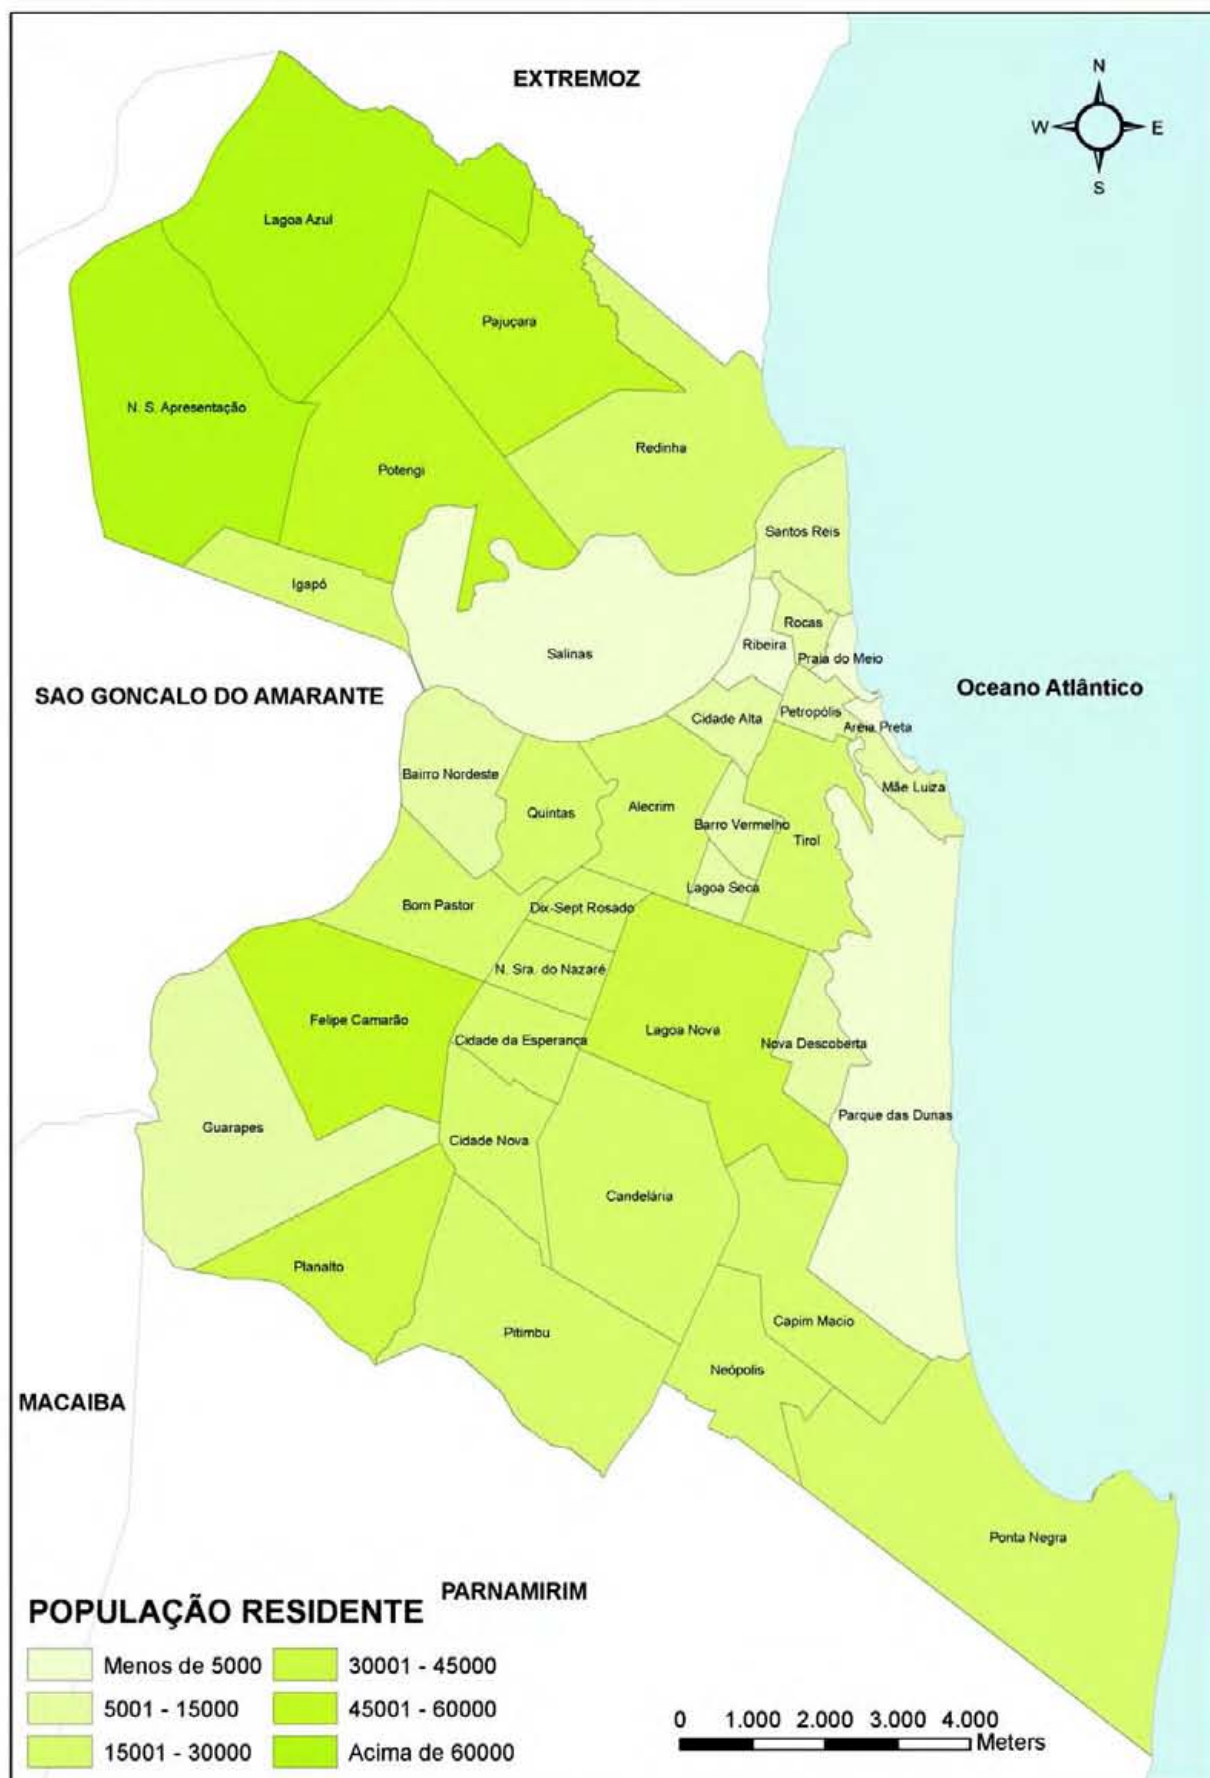 EXTREMOZ
N
W E
S
Lagoa Azul
Pajuçara
N. S. Apresentação
Potengi
Redinha
Santos Reis
Igapó
Rocas
Ribeira
Salinas
Praia do Meio
SAO GONCALO DO AMARANTE
Oceano Atlântico
Petropólis
Cidade Alta
Areia Preta
Bairro Nordeste
Mãe Luiza
Alecrim
Quintas
Barro Vermelho
Tirol
Lagoa Seca
Bom Pastor
Dix-Sept Rosado
N. Sra. do Nazaré
Felipe Camarão
Lagoa Nova
Cidade da Esperança
Nova Descoberta
Parque das Dunas
Guarapes
Cidade Nova
Candelária
Planalto
Capim Macio
Pitimbu
Neópolis
MACAIBA
Ponta Negra
PARNAMIRIM
POPULAÇÃO RESIDENTE
Menos de 5000
5001 - 15000
15001 - 30000
30001 - 45000
45001 - 60000
Acima de 60000
0 1.000 2.000 3.000 4.000
Meters